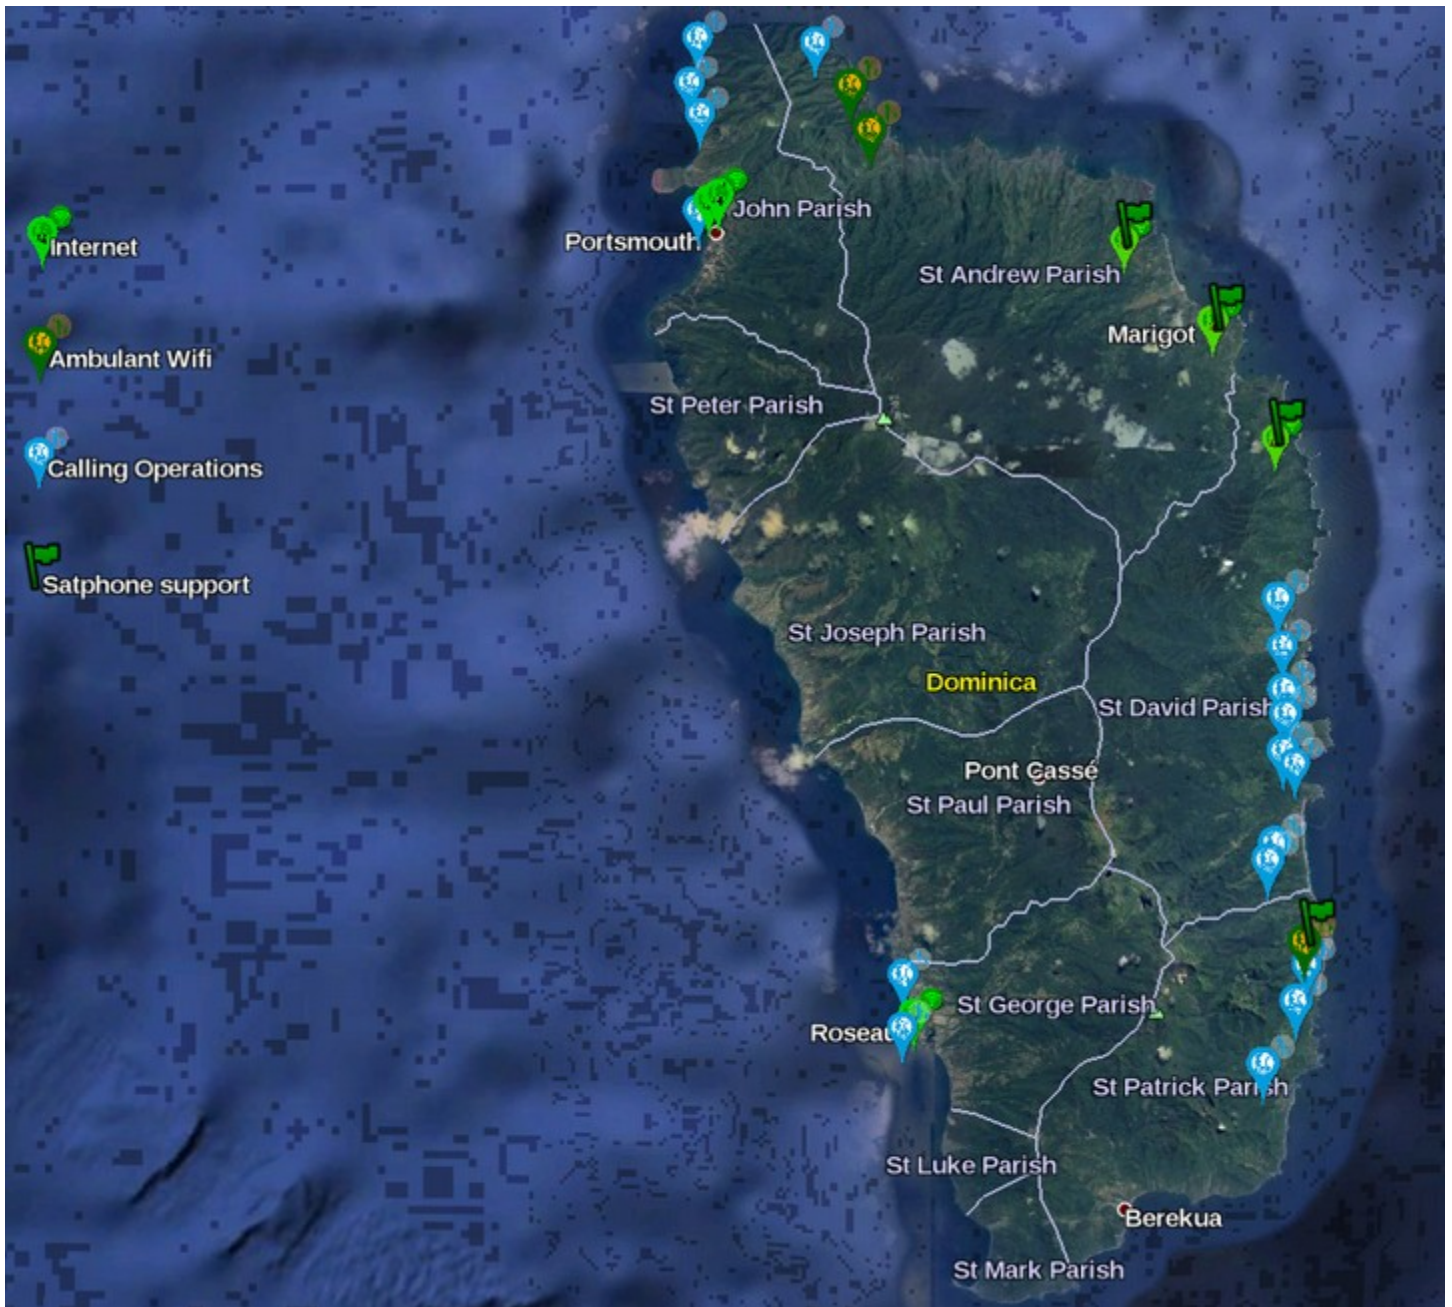 John Parish
Portsmouth
Internet
St Andrew Parish
Marigot
Ambulant Wifi
St Peter Parish
Calling Operations
Satphone support
St Joseph Parish
Dominica
St David Parish
Pont Casse
St Paul Parish
St George Parish
Roseau
St Patrick Parish
St Luke Parish
Berekua
St Mark Parish